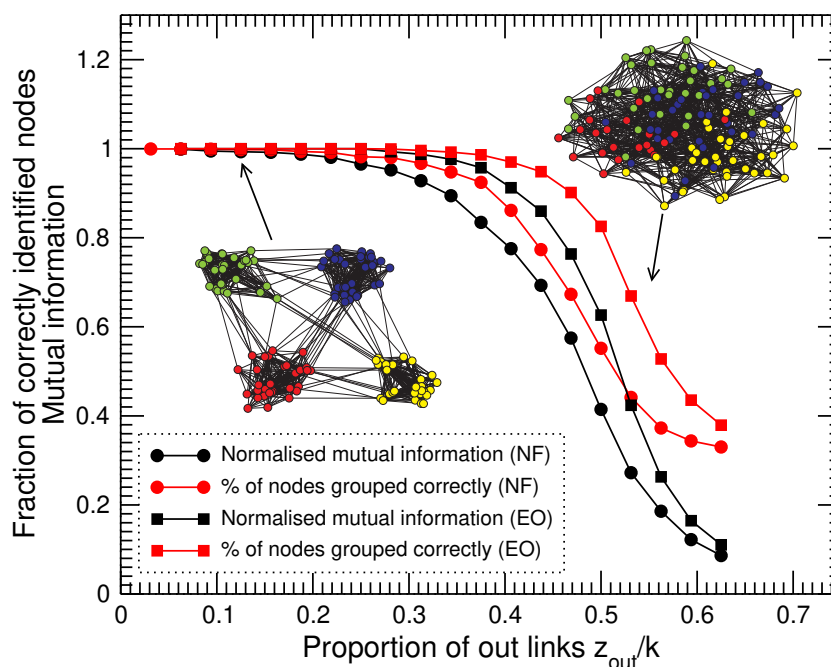 Fraction of correctly identified nodes
Mutual information
1.2
1
0.8
0.6
0.4
0.2
0
Normalised mutual information (NF)
% of nodes grouped correctly (NF)
Normalised mutual information (EO)
% of nodes grouped correctly (EO)
0 0.1 0.2 0.3 0.4 0.5 0.6 0.7
Proportion of out links z_out/k